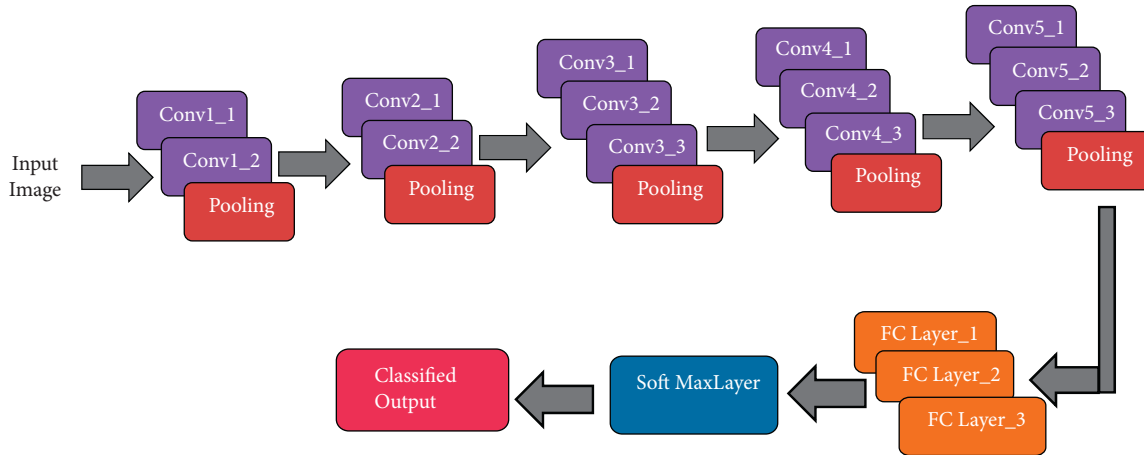 Input
Image
Conv1_1
Conv1_2
Pooling
Conv2_1
Conv2_2
Pooling
Conv3_1
Conv3_2
Conv3_3
Pooling
Conv4_1
Conv4_2
Conv4_3
Pooling
Conv5_1
Conv5_2
Conv5_3
Pooling
FC Layer_1
FC Layer_2
FC Layer_3
Soft MaxLayer
Classified
Output